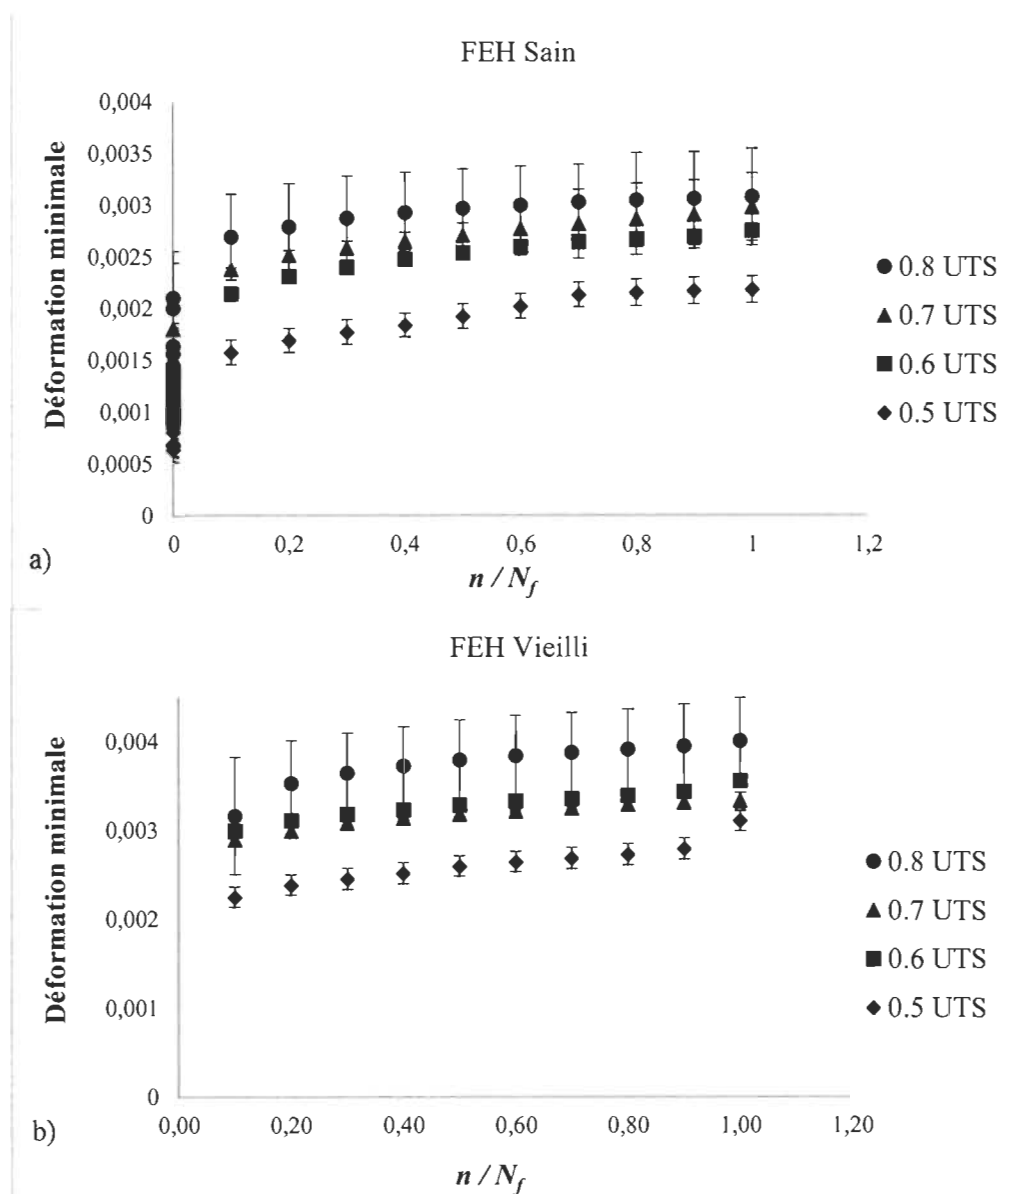 FEH Sain
Déformation minimale
0,004
0,0035
0,003
0,0025
0,002
0,0015
0,001
0,0005
0
0 0,2 0,4 0,6 0,8 1 1,2
n / Nf
a)
● 0.8 UTS
▲ 0.7 UTS
■ 0.6 UTS
◆ 0.5 UTS
FEH Vieilli
Déformation minimale
0,004
0,003
0,002
0,001
0
0,00 0,20 0,40 0,60 0,80 1,00 1,20
n / Nf
b)
● 0.8 UTS
▲ 0.7 UTS
■ 0.6 UTS
◆ 0.5 UTS